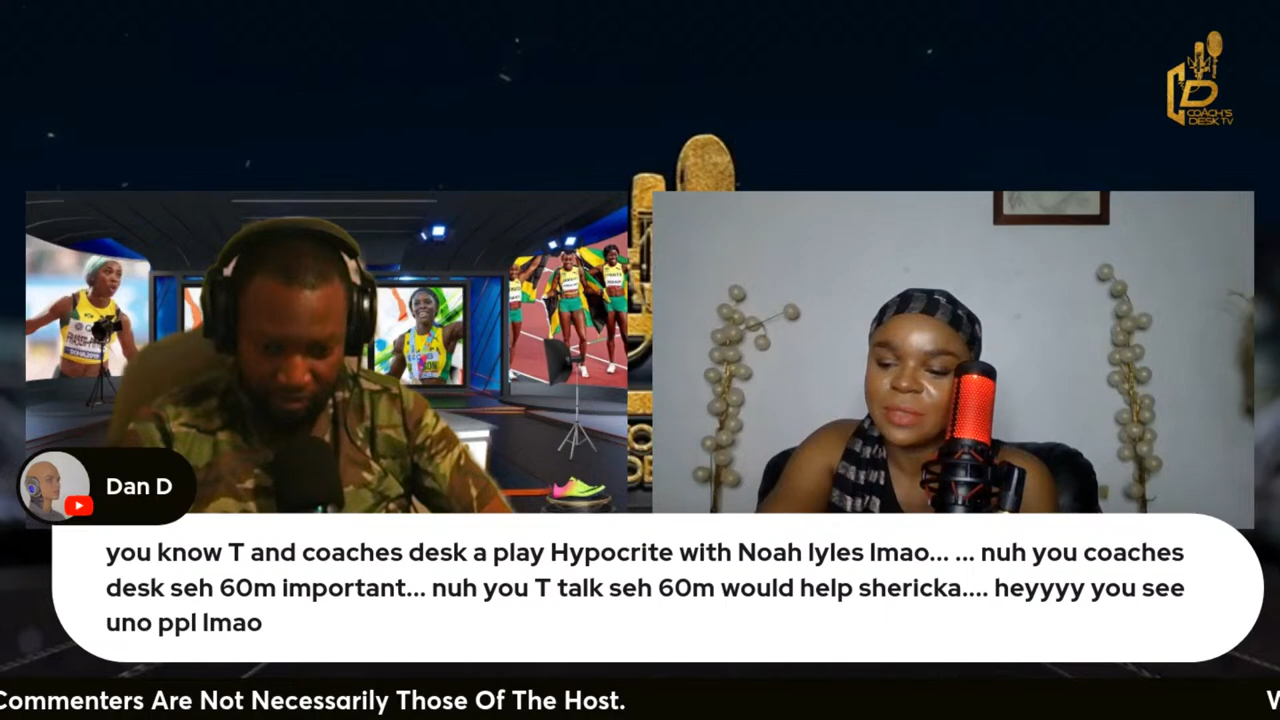 COACH'S
DESK TV
Dan D
you know T and coaches desk a play Hypocrite with Noah lyles lmao... ... nuh you coaches
desk seh 60m important... nuh you T talk seh 60m would help shericka.... heyyyy you see
uno ppl lmao
Commenters Are Not Necessarily Those Of The Host.
W